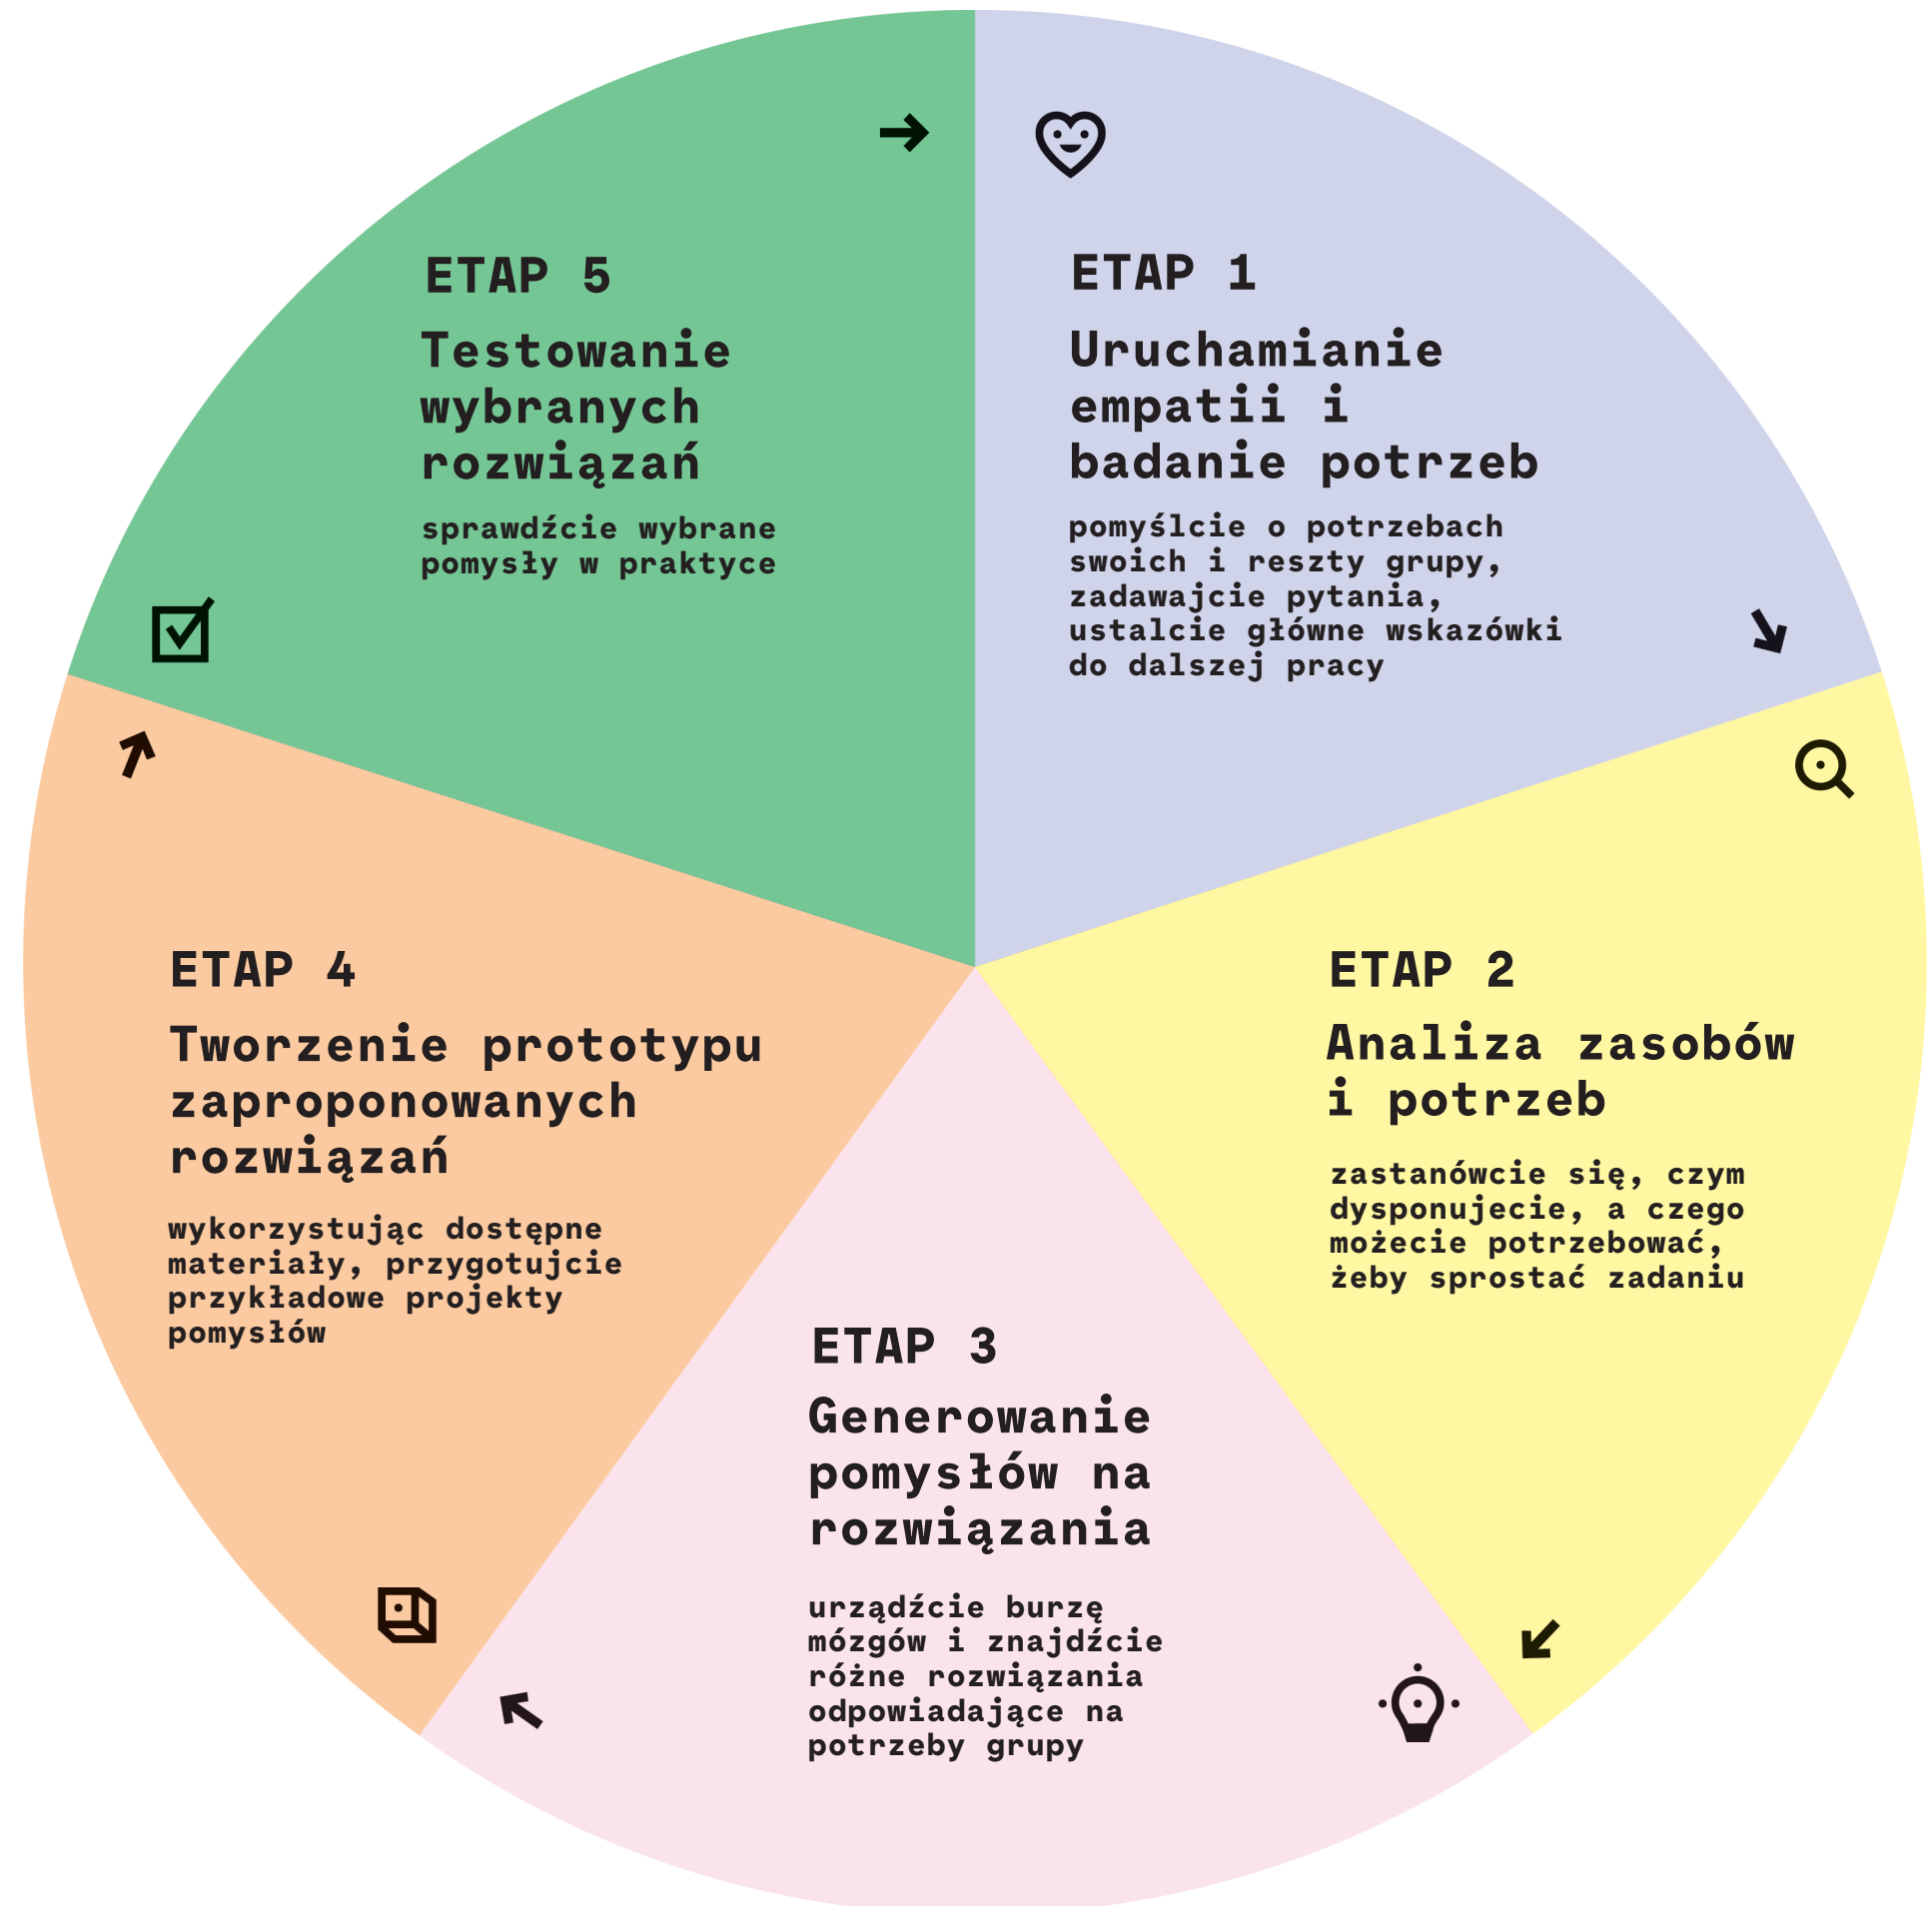 ETAP 1
Uruchamianie
empatii i
badanie potrzeb
pomyślcie o potrzebach
swoich i reszty grupy,
zadawajcie pytania,
ustalcie główne wskazówki
do dalszej pracy
ETAP 2
Analiza zasobów
i potrzeb
zastanówcie się, czym
dysponujecie, a czego
możecie potrzebować,
żeby sprostać zadaniu
ETAP 3
Generowanie
pomysłów na
rozwiązania
urządźcie burzę
mózgów i znajdźcie
różne rozwiązania
odpowiadające na
potrzeby grupy
ETAP 4
Tworzenie prototypu
zaproponowanych
rozwiązań
wykorzystując dostępne
materiały, przygotujcie
przykładowe projekty
pomysłów
ETAP 5
Testowanie
wybranych
rozwiązań
sprawdźcie wybrane
pomysły w praktyce